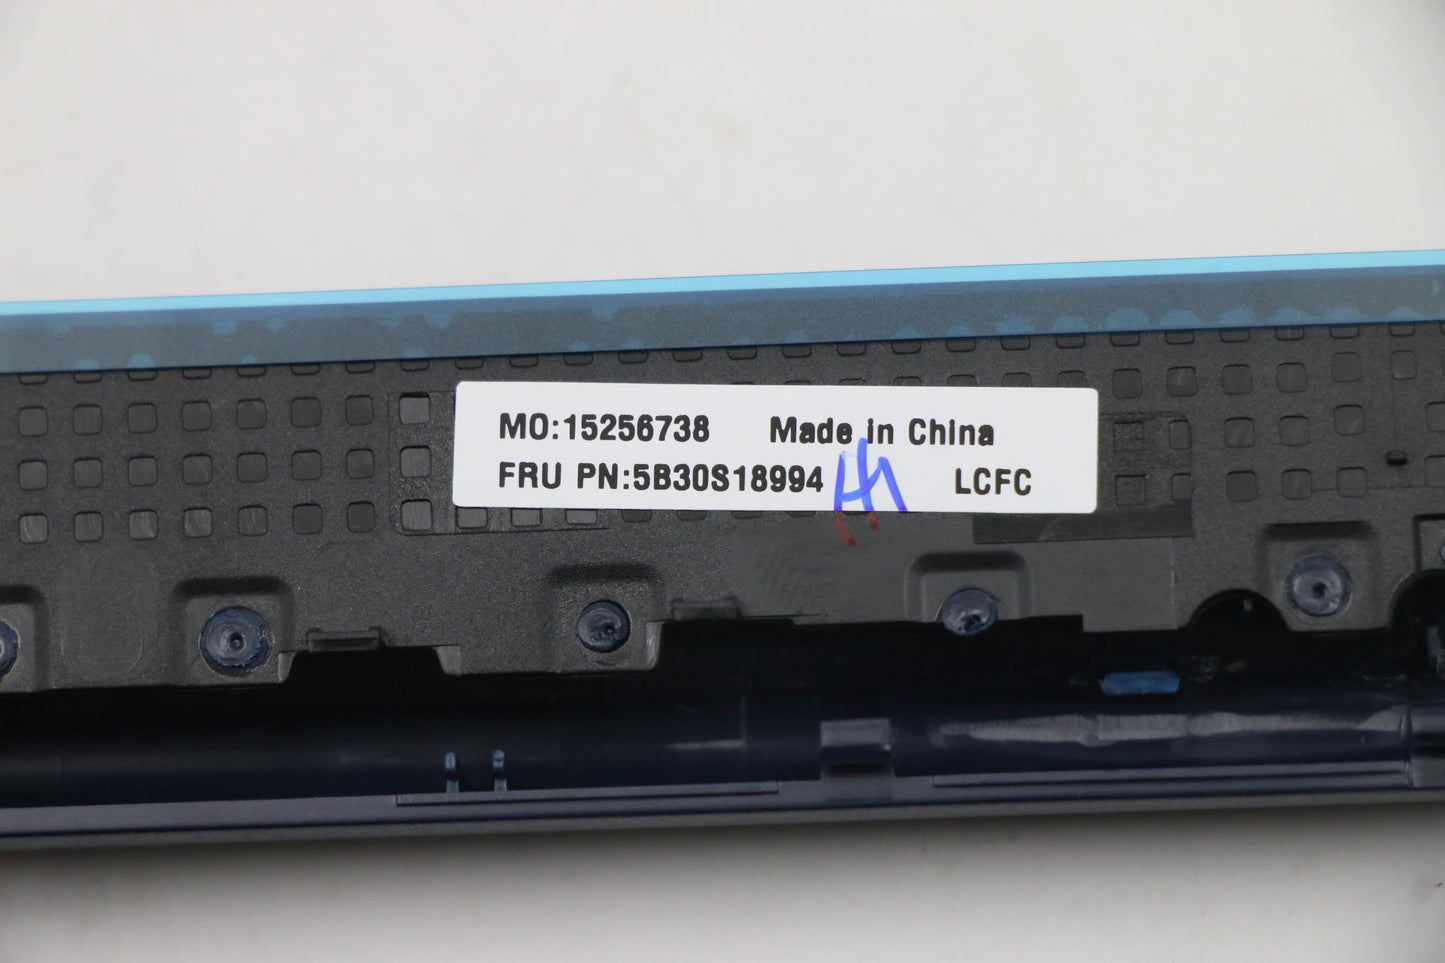 MO:15256738 Made in China
FRU PN:5B30S18994 LCFC